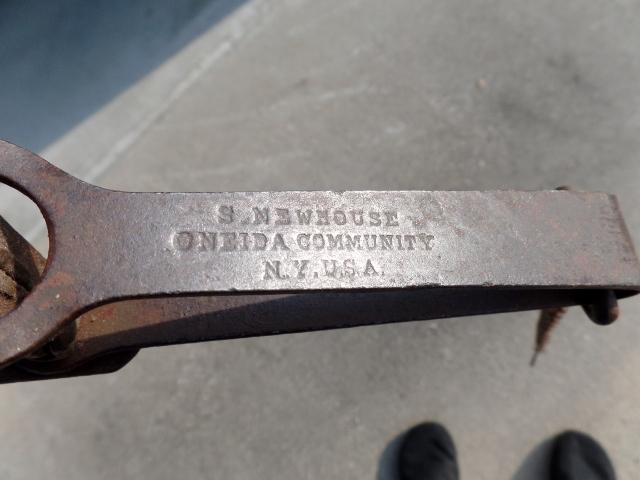 S. NEWHOUSE
ONEIDA COMMUNITY
N.Y. U.S.A.